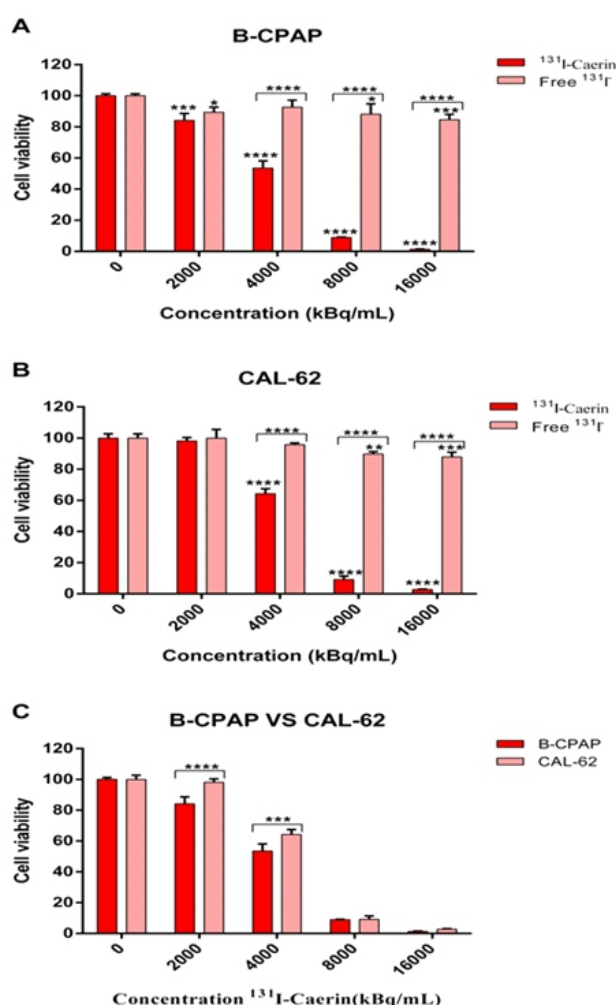 A
B-CPAP
¹³¹I-Caerin
Free ¹³¹I⁻
Cell viability
120
100
80
60
40
20
0
*** * **** **** **** **** * **** **** ***
0 2000 4000 8000 16000
Concentration (kBq/mL)
B
CAL-62
¹³¹I-Caerin
Free ¹³¹I⁻
Cell viability
120
100
80
60
40
20
0
**** **** **** ** **** **** *** ****
0 2000 4000 8000 16000
Concentration (kBq/mL)
C
B-CPAP VS CAL-62
B-CPAP
CAL-62
Cell viability
120
100
80
60
40
20
0
**** ***
0 2000 4000 8000 16000
Concentration ¹³¹I-Caerin(kBq/mL)